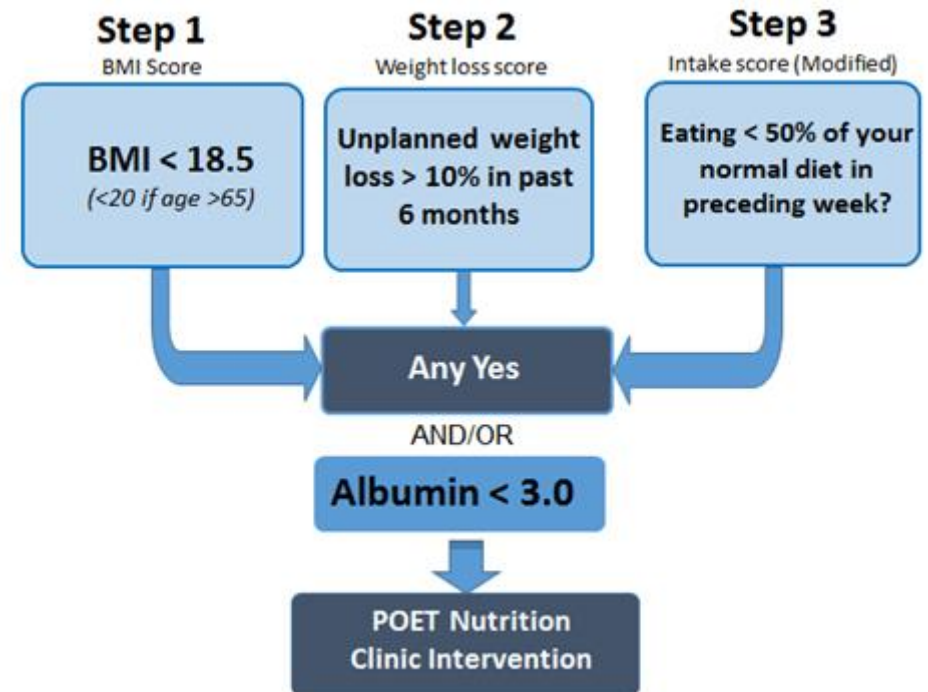 Step 1
BMI Score
BMI < 18.5
(<20 if age >65)
Step 2
Weight loss score
Unplanned weight
loss > 10% in past
6 months
Step 3
Intake score (Modified)
Eating < 50% of your
normal diet in
preceding week?
Any Yes
AND/OR
Albumin < 3.0
POET Nutrition
Clinic Intervention